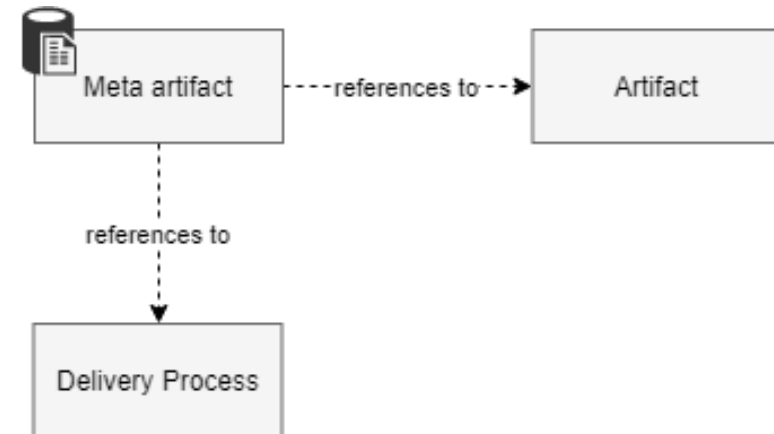 Meta artifact
references to
Artifact
references to
Delivery Process